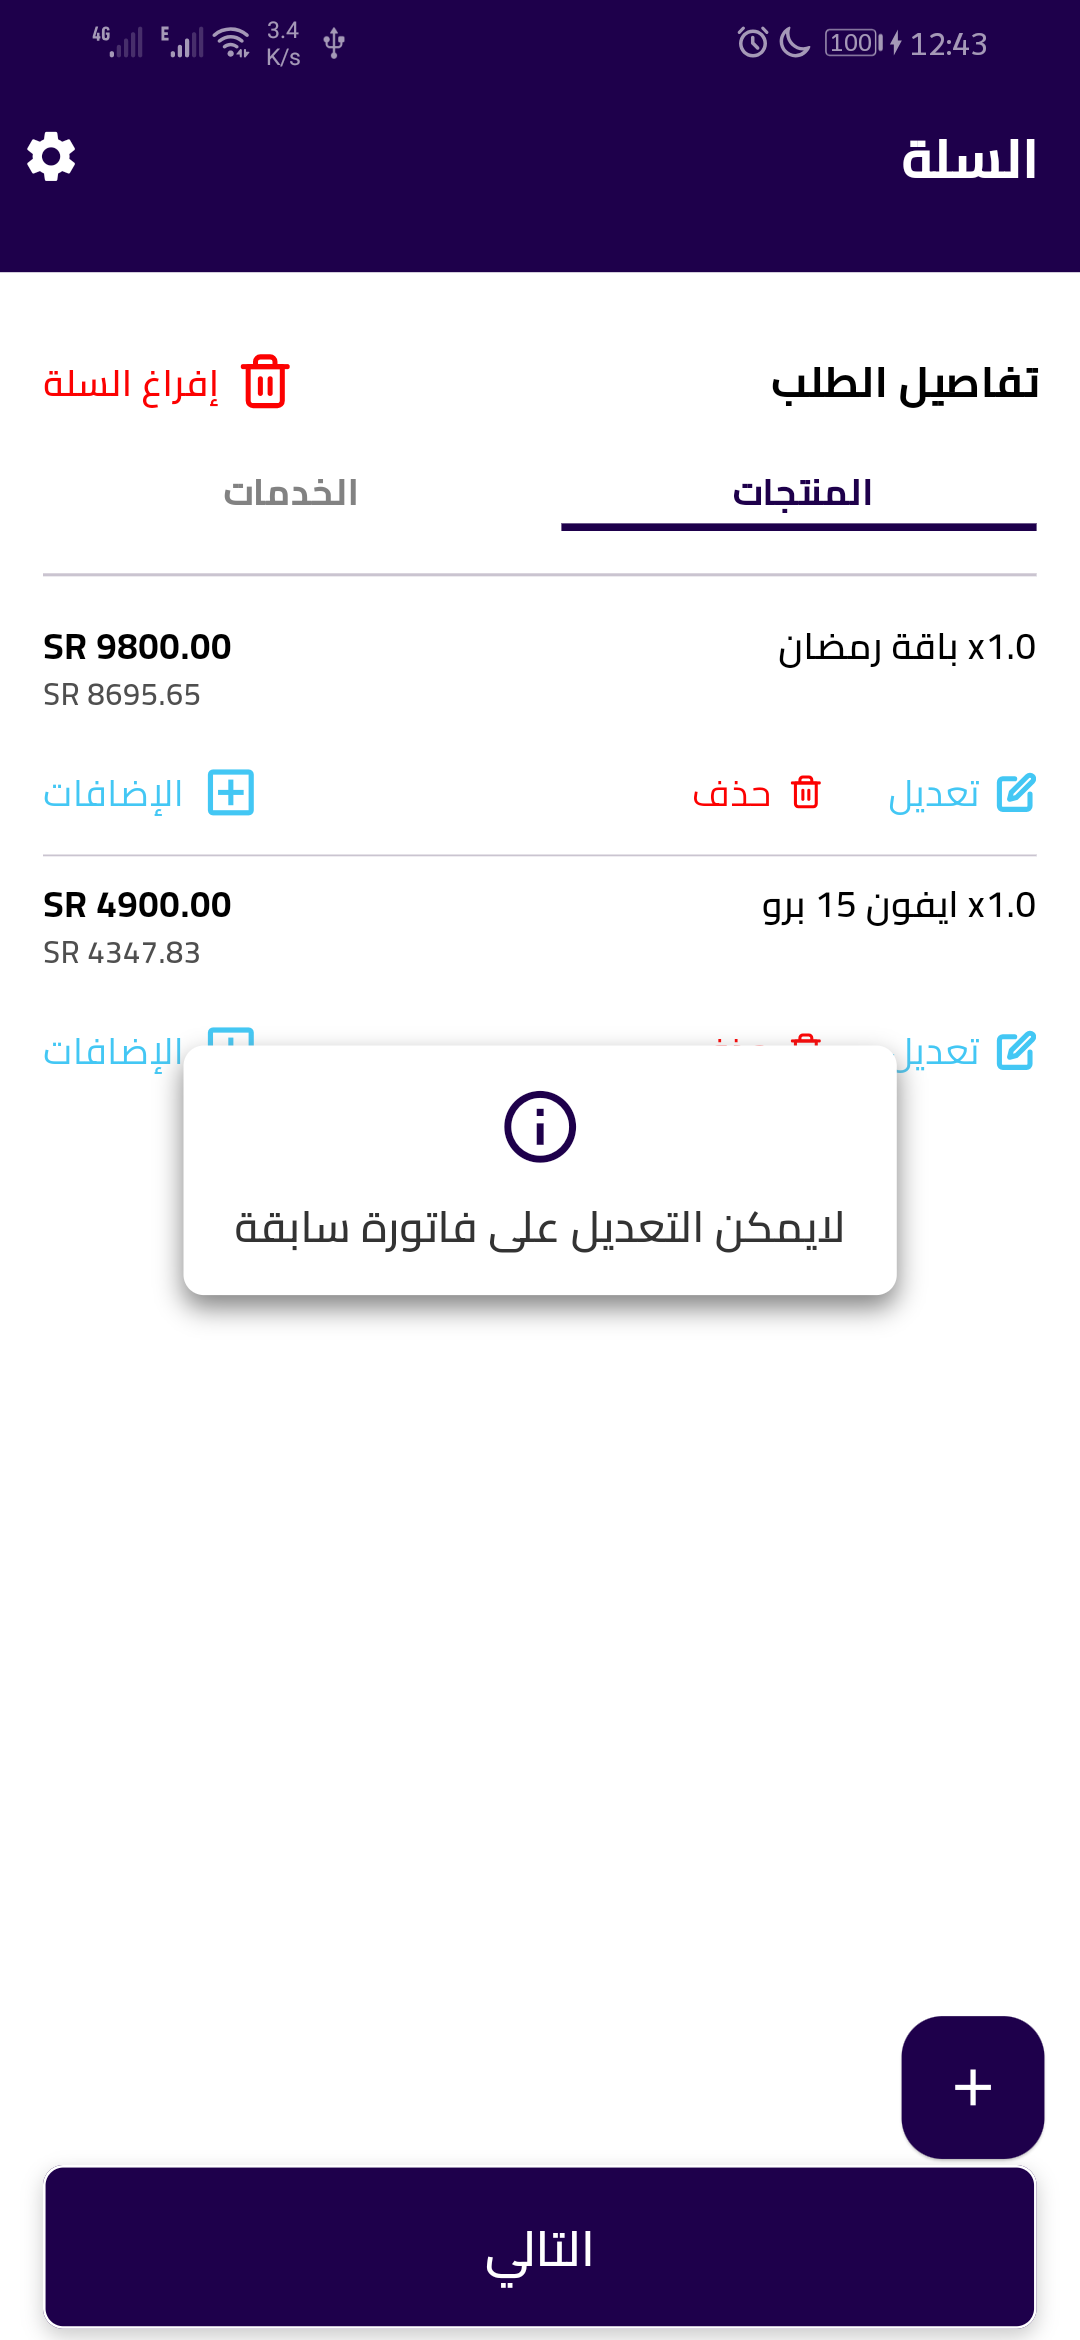 4G E 3.4 K/s 100 12:43
السلة
تفاصيل الطلب إفراغ السلة
المنتجات الخدمات
x1.0 باقة رمضان SR 9800.00
SR 8695.65
تعديل حذف الإضافات
x1.0 ايفون 15 برو SR 4900.00
SR 4347.83
تعديل حذف الإضافات
لايمكن التعديل على فاتورة سابقة
التالي